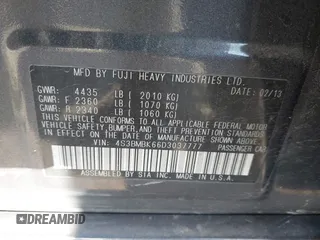 MFD BY FUJI HEAVY INDUSTRIES LTD. DATE: 02/13
GVWR: 4435 LB ( 2010 KG)
GAWR: F 2360 LB ( 1070 KG)
GAWR: R 2340 LB ( 1060 KG)
THIS VEHICLE CONFORMS TO ALL APPLICABLE FEDERAL MOTOR
VEHICLE SAFETY, BUMPER, AND THEFT PREVENTION STANDARDS
IN EFFECT ON THE DATE OF MANUFACTURE SHOWN ABOVE.
VIN: 4S3BMBK66D3037777
PASSENGER CAR
ASSEMBLED BY SIA INC. MADE IN U.S.A.
© DREAMBID
DREAMBID.COM